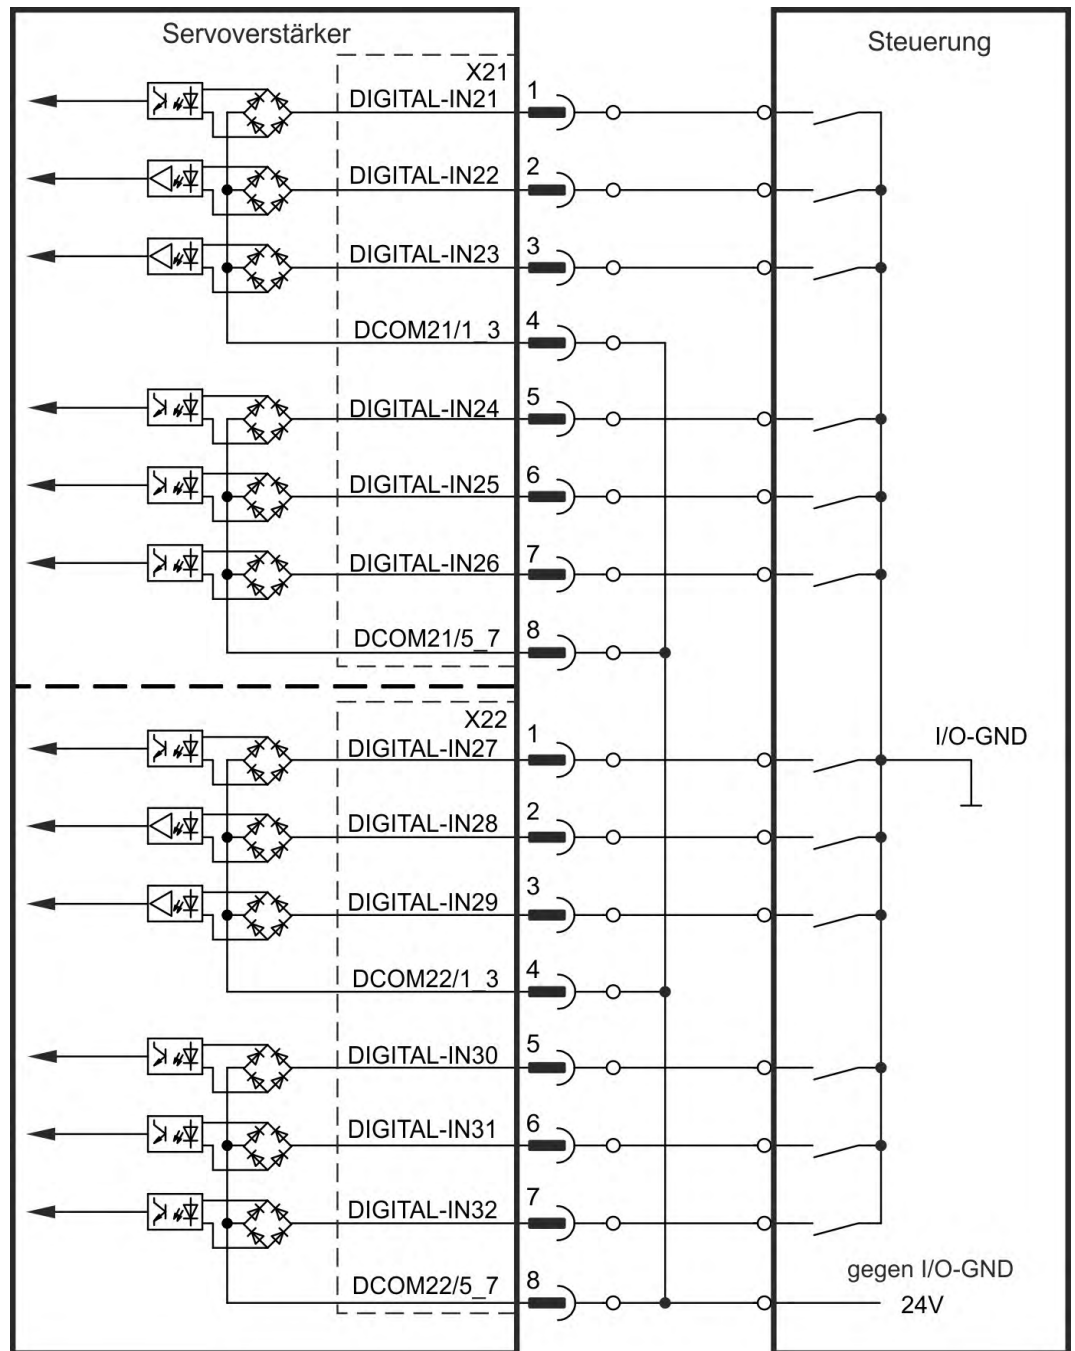 Servoverstärker
Steuerung
X21
DIGITAL-IN21
1
DIGITAL-IN22
2
DIGITAL-IN23
3
DCOM21/1_3
4
DIGITAL-IN24
5
DIGITAL-IN25
6
DIGITAL-IN26
7
DCOM21/5_7
8
X22
DIGITAL-IN27
1
I/O-GND
DIGITAL-IN28
2
DIGITAL-IN29
3
DCOM22/1_3
4
DIGITAL-IN30
5
DIGITAL-IN31
6
DIGITAL-IN32
7
gegen I/O-GND
DCOM22/5_7
8
24V